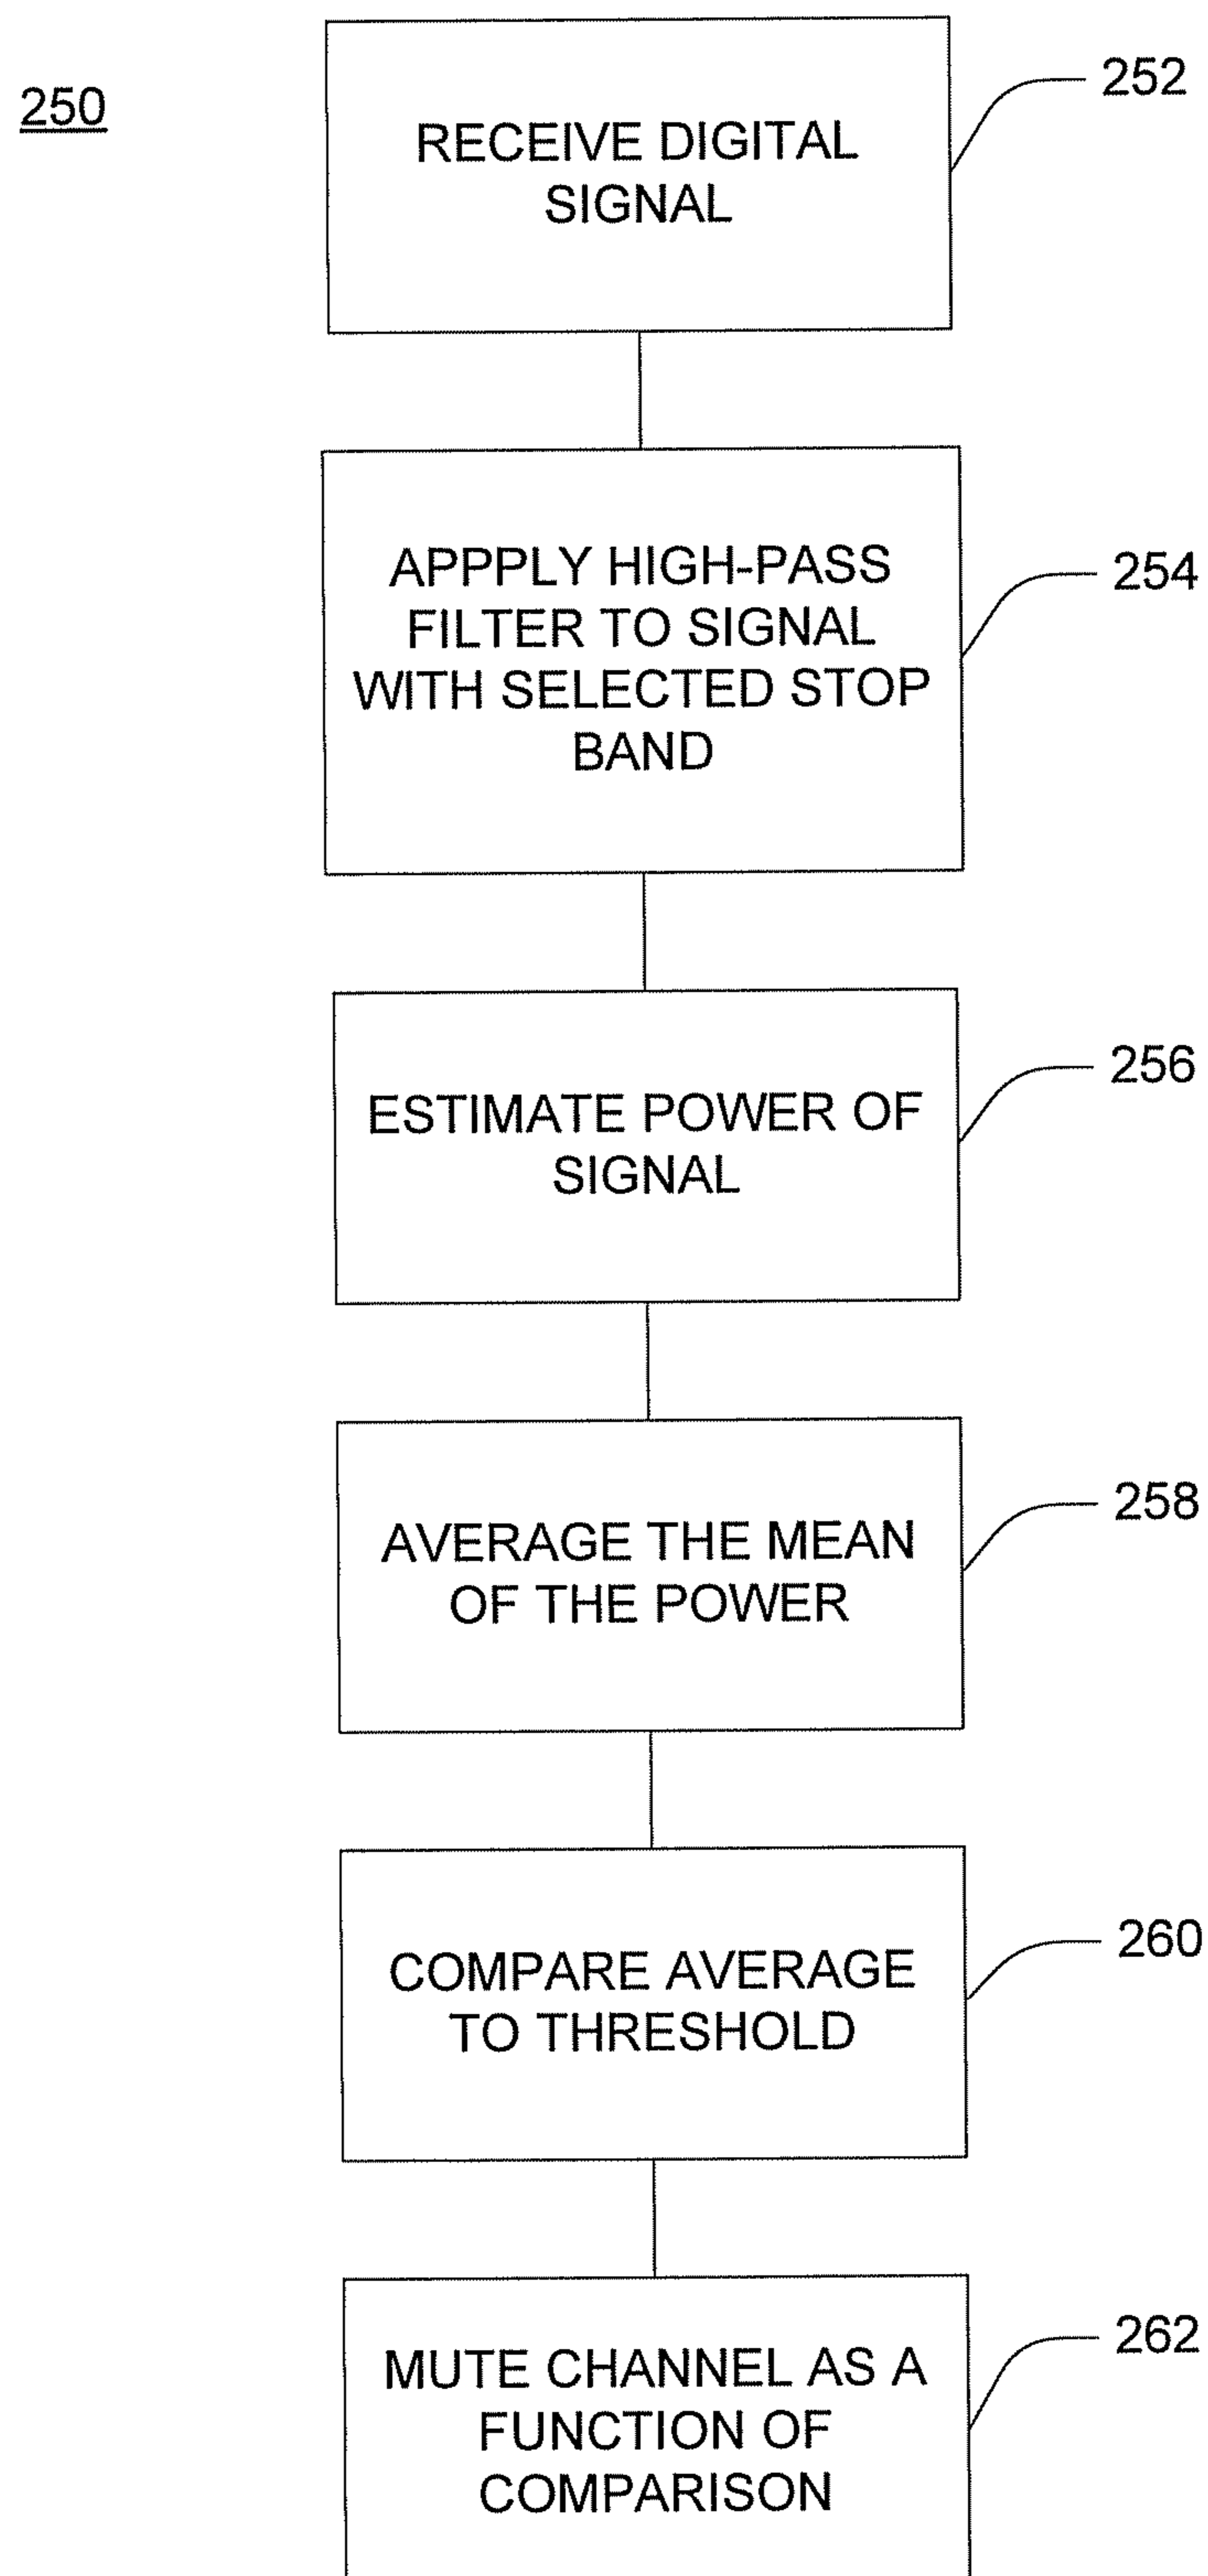 250
252
RECEIVE DIGITAL
SIGNAL
254
APPPLY HIGH-PASS
FILTER TO SIGNAL
WITH SELECTED STOP
BAND
256
ESTIMATE POWER OF
SIGNAL
258
AVERAGE THE MEAN
OF THE POWER
260
COMPARE AVERAGE
TO THRESHOLD
262
MUTE CHANNEL AS A
FUNCTION OF
COMPARISON